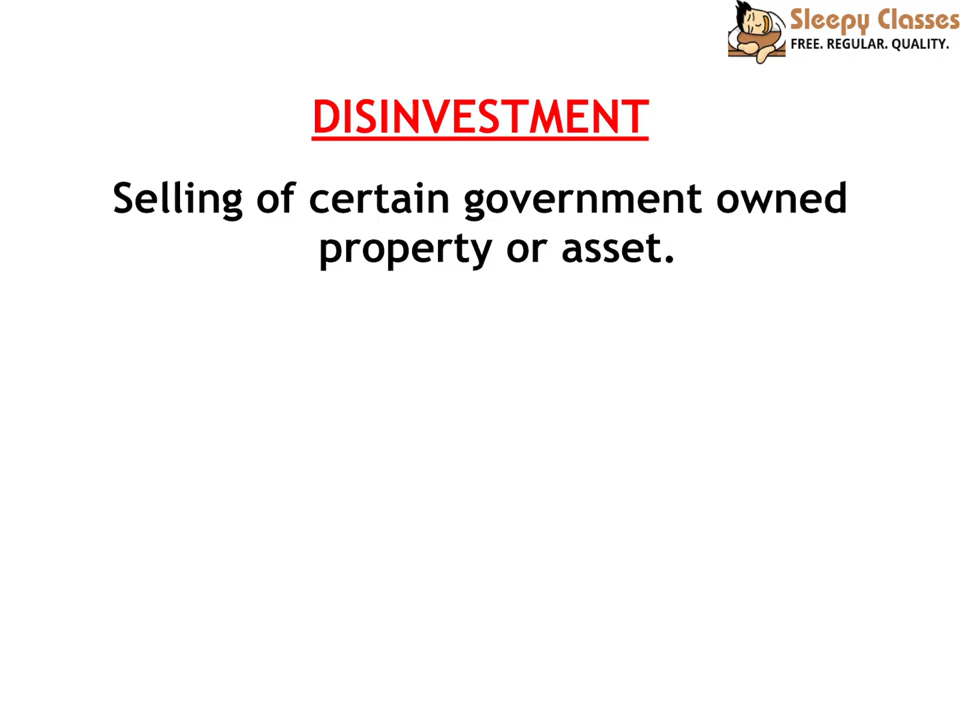 Sleepy Classes
FREE. REGULAR. QUALITY.
DISINVESTMENT
Selling of certain government owned
property or asset.